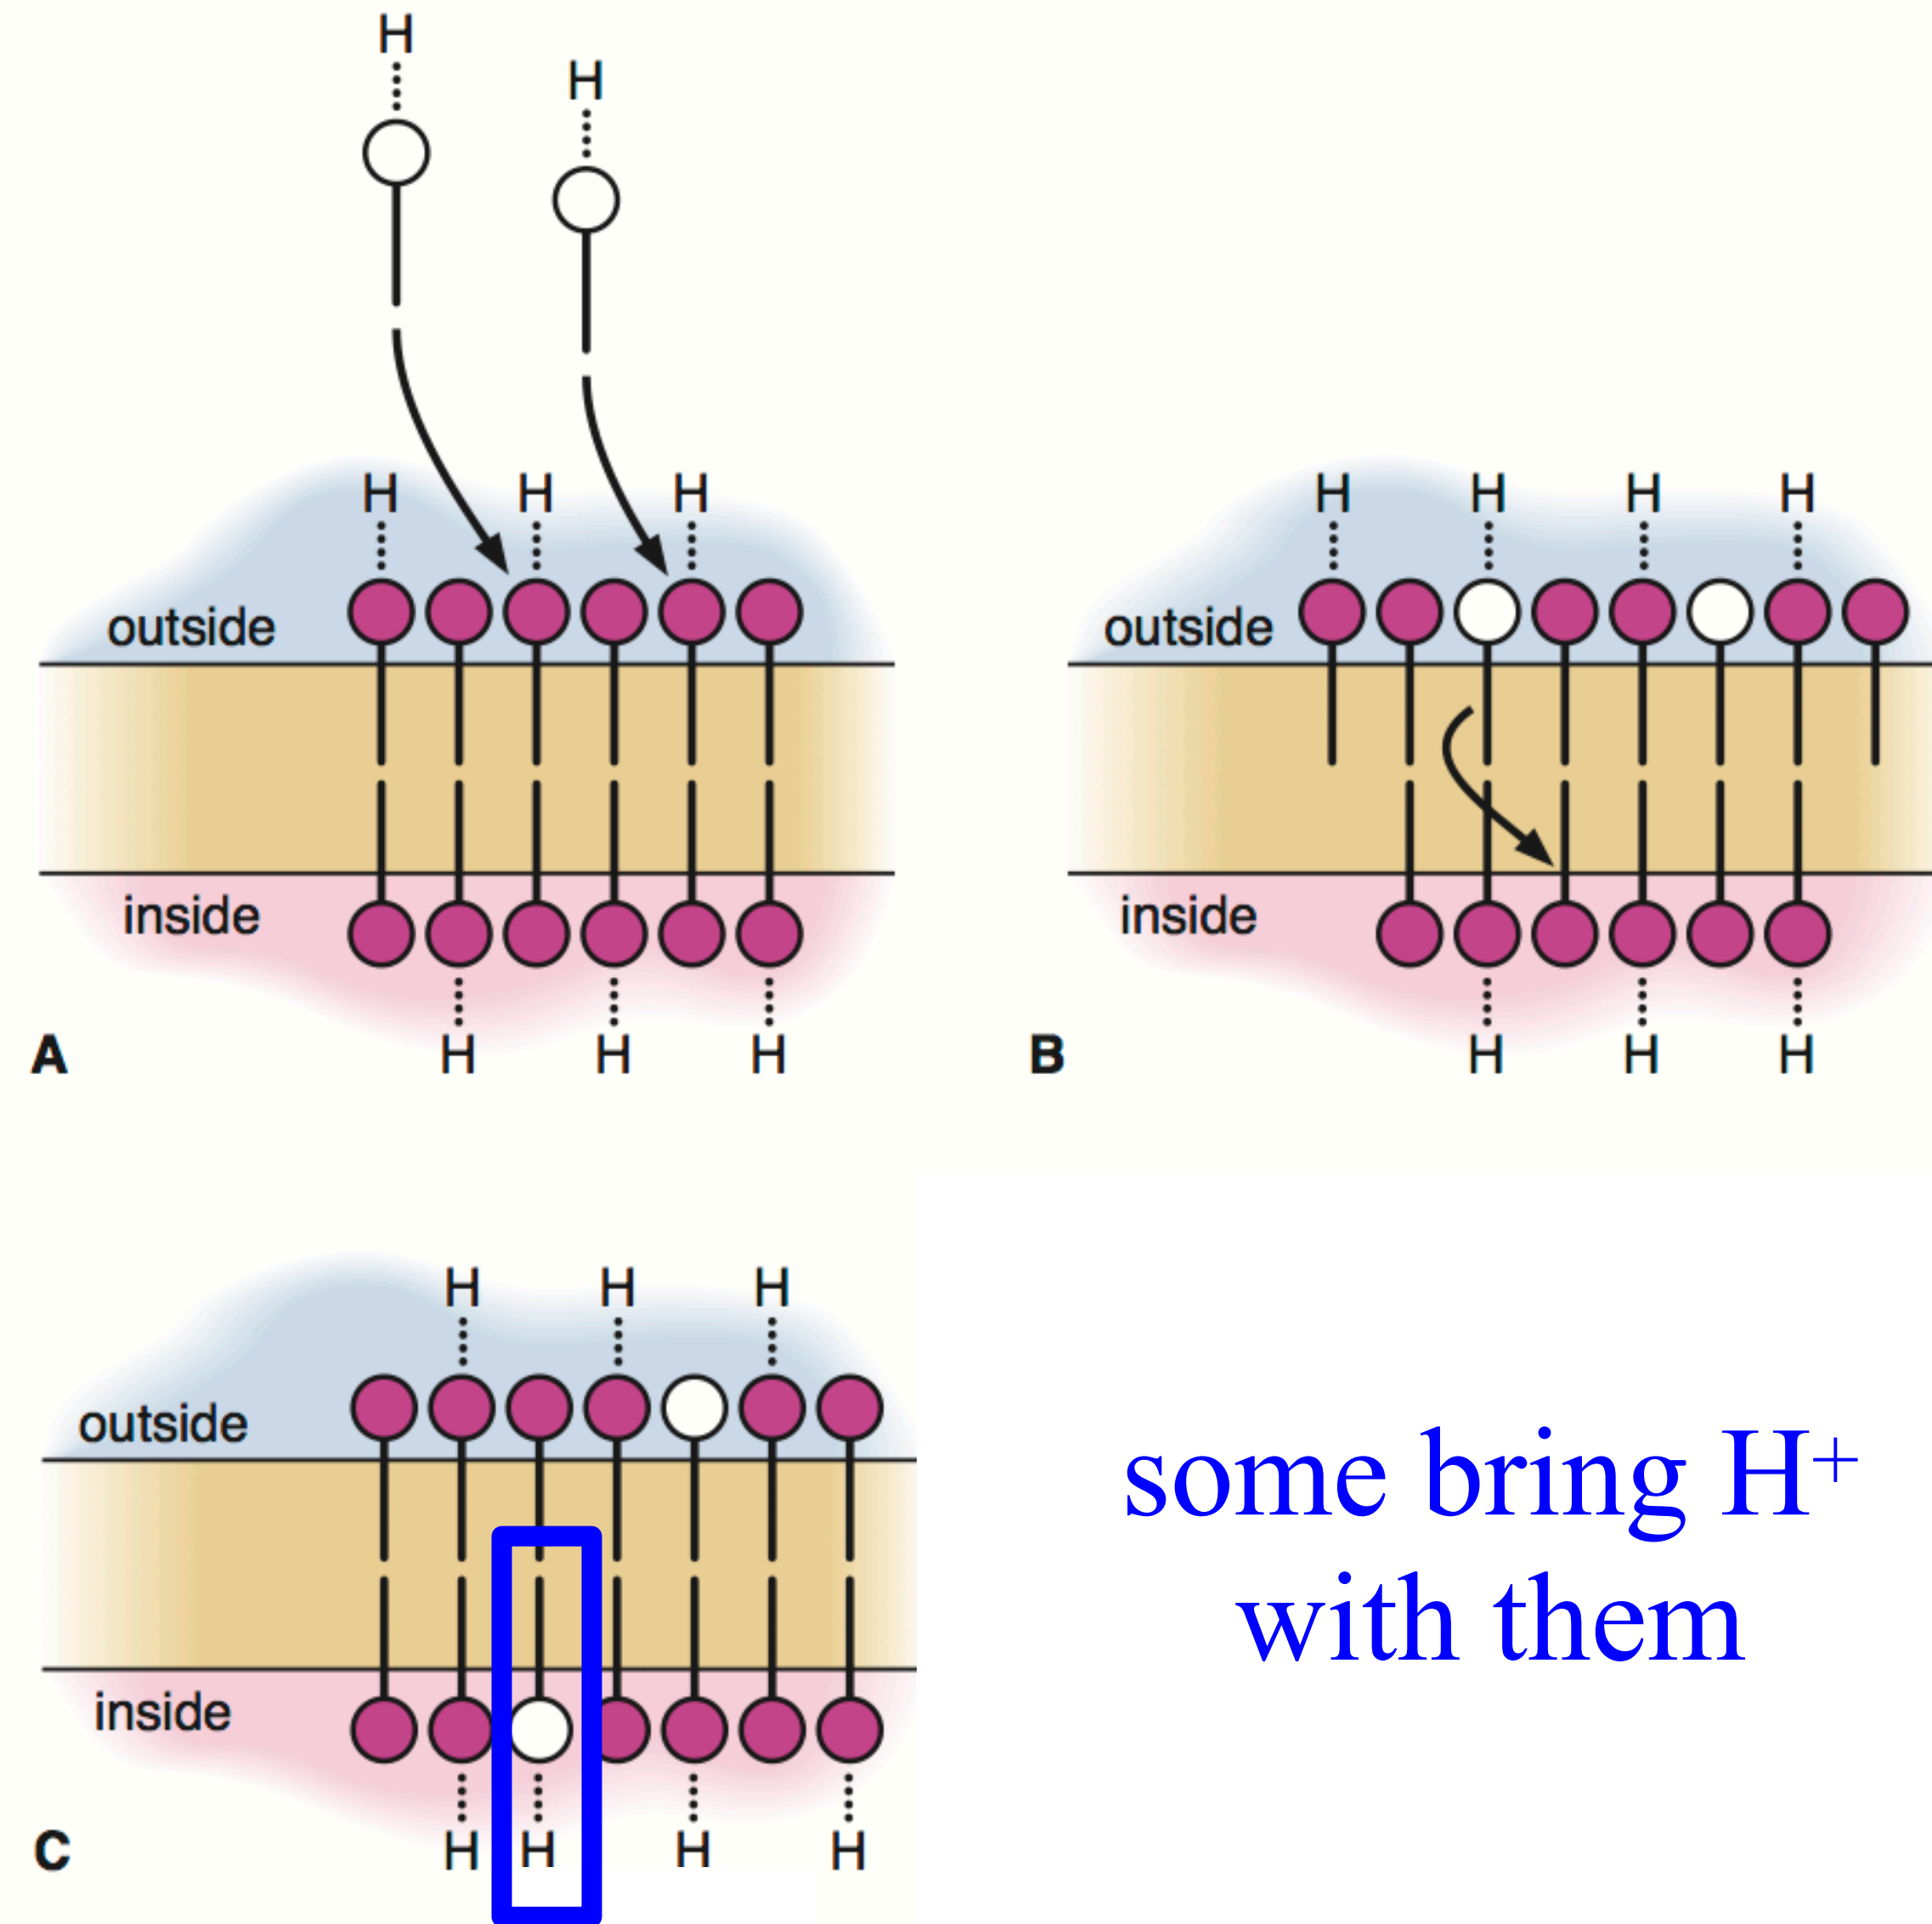 H
H
H H H
outside
inside
H H H
A
H H H H
outside
inside
H H H
B
H H H
outside
inside
H H H H
C
some bring H⁺
with them